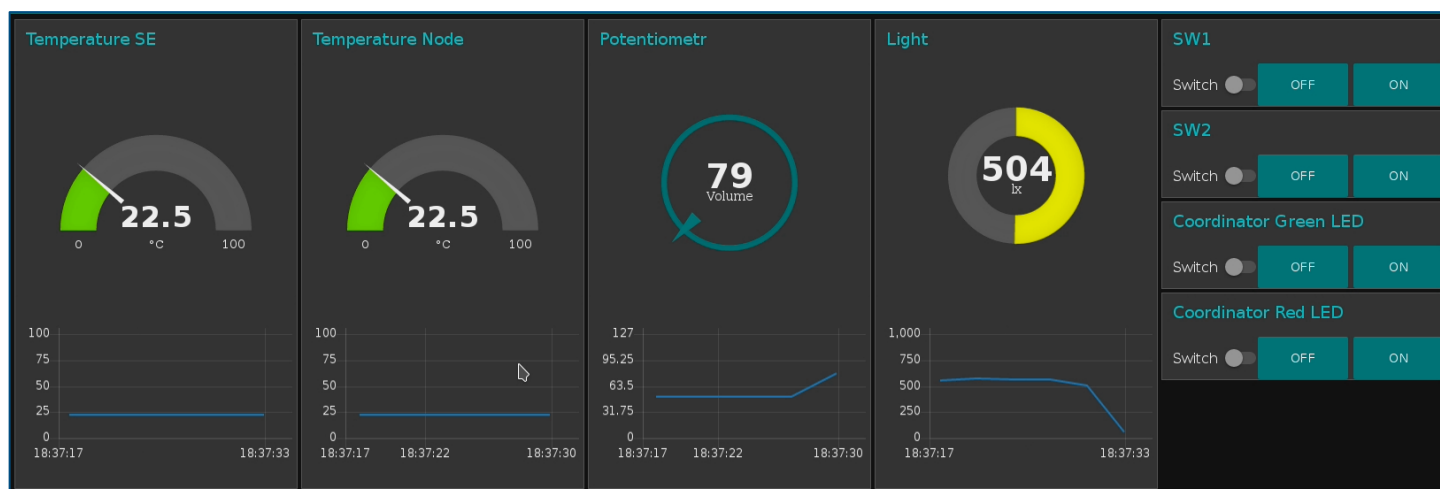 Temperature SE
22.5
0 °C 100
100
75
50
25
0
18:37:17 18:37:33
Temperature Node
22.5
0 °C 100
100
75
50
25
0
18:37:17 18:37:22 18:37:30
Potentiometr
79
Volume
127
95.25
63.5
31.75
0
18:37:17 18:37:22 18:37:30
Light
504
lx
1,000
750
500
250
0
18:37:17 18:37:33
SW1
Switch OFF ON
SW2
Switch OFF ON
Coordinator Green LED
Switch OFF ON
Coordinator Red LED
Switch OFF ON